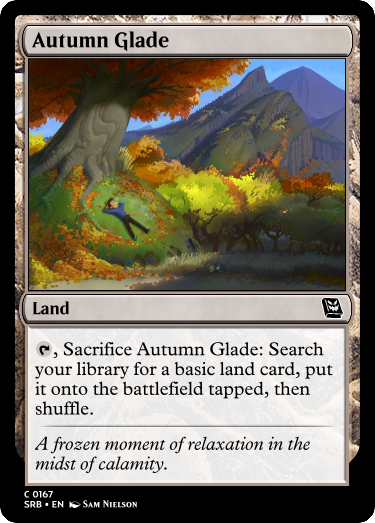 Autumn Glade
Land
, Sacrifice Autumn Glade: Search
your library for a basic land card, put
it onto the battlefield tapped, then
shuffle.
A frozen moment of relaxation in the
midst of calamity.
C 0167
SRB • EN Sam Nielson